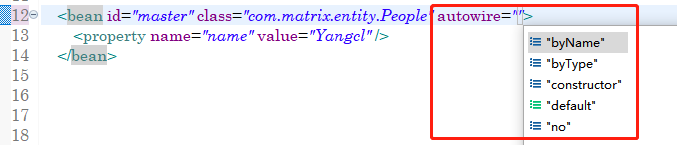 12 <bean id="master" class="com.matrix.entity.People" autowire="">
13 <property name="name" value="Yangcl" />
14 </bean>
15
16
17
18
"byName"
"byType"
"constructor"
"default"
"no"